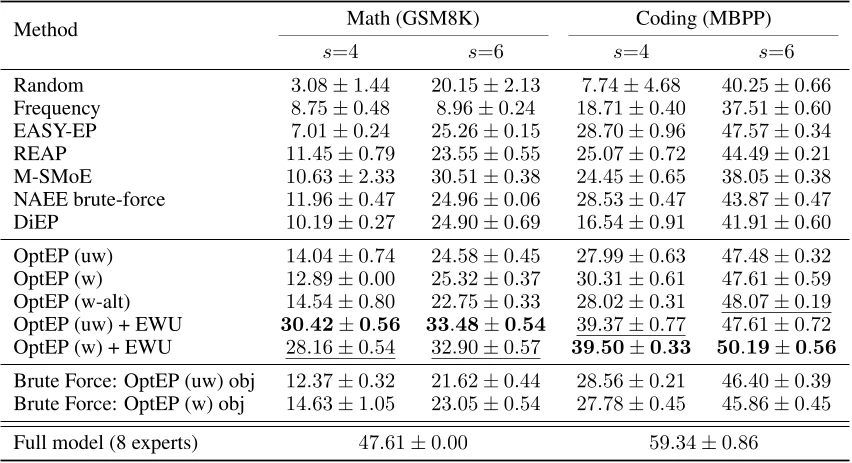 Method Math (GSM8K) Coding (MBPP)
s=4 s=6 s=4 s=6
Random 3.08 ± 1.44 20.15 ± 2.13 7.74 ± 4.68 40.25 ± 0.66
Frequency 8.75 ± 0.48 8.96 ± 0.24 18.71 ± 0.40 37.51 ± 0.60
EASY-EP 7.01 ± 0.24 25.26 ± 0.15 28.70 ± 0.96 47.57 ± 0.34
REAP 11.45 ± 0.79 23.55 ± 0.55 25.07 ± 0.72 44.49 ± 0.21
M-SMoE 10.63 ± 2.33 30.51 ± 0.38 24.45 ± 0.65 38.05 ± 0.38
NAEE brute-force 11.96 ± 0.47 24.96 ± 0.06 28.53 ± 0.47 43.87 ± 0.47
DiEP 10.19 ± 0.27 24.90 ± 0.69 16.54 ± 0.91 41.91 ± 0.60
OptEP (uw) 14.04 ± 0.74 24.58 ± 0.45 27.99 ± 0.63 47.48 ± 0.32
OptEP (w) 12.89 ± 0.00 25.32 ± 0.37 30.31 ± 0.61 47.61 ± 0.59
OptEP (w-alt) 14.54 ± 0.80 22.75 ± 0.33 28.02 ± 0.31 48.07 ± 0.19
OptEP (uw) + EWU 30.42 ± 0.56 33.48 ± 0.54 39.37 ± 0.77 47.61 ± 0.72
OptEP (w) + EWU 28.16 ± 0.54 32.90 ± 0.57 39.50 ± 0.33 50.19 ± 0.56
Brute Force: OptEP (uw) obj 12.37 ± 0.32 21.62 ± 0.44 28.56 ± 0.21 46.40 ± 0.39
Brute Force: OptEP (w) obj 14.63 ± 1.05 23.05 ± 0.54 27.78 ± 0.45 45.86 ± 0.45
Full model (8 experts) 47.61 ± 0.00 59.34 ± 0.86